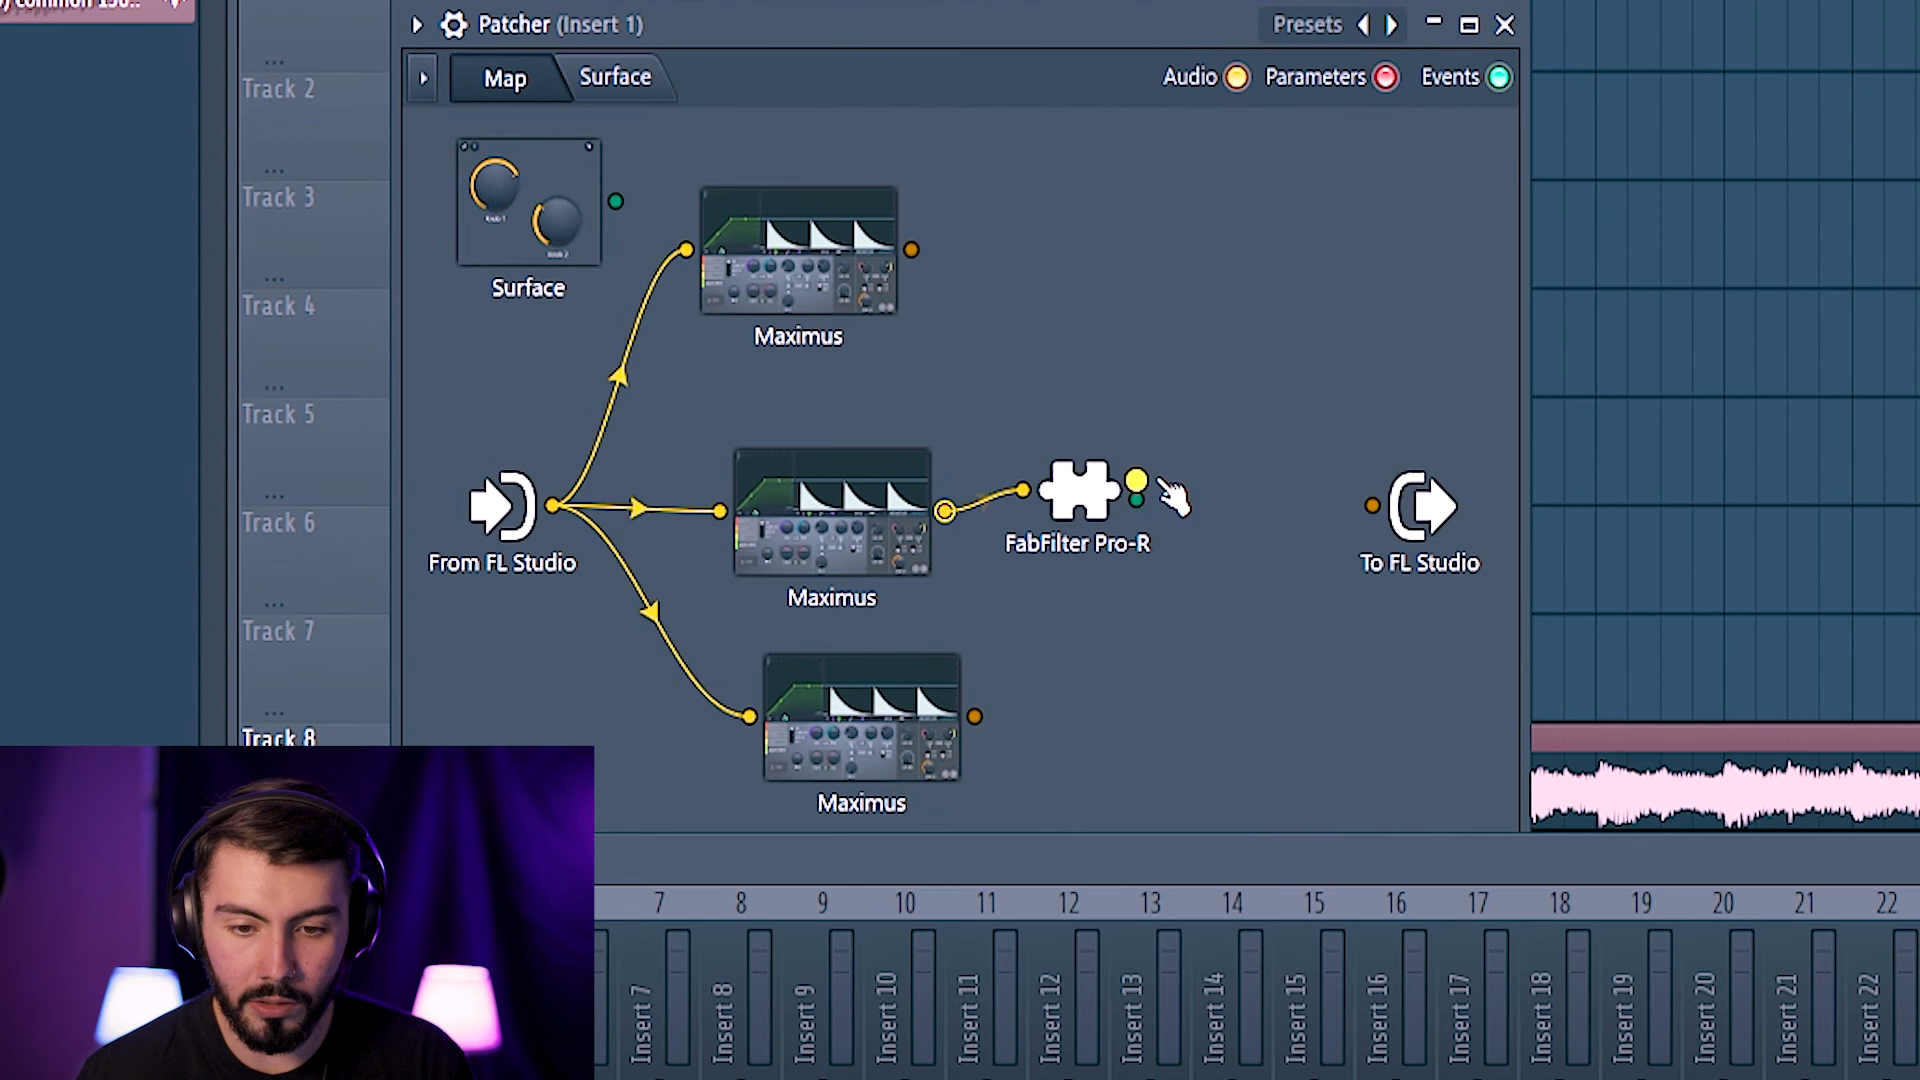 Patcher (Insert 1)
Presets
Map
Surface
Audio
Parameters
Events
Track 2
Track 3
Track 4
Track 5
Track 6
Track 7
Track 8
Surface
Maximus
From FL Studio
Maximus
FabFilter Pro-R
To FL Studio
Maximus
7 8 9 10 11 12 13 14 15 16 17 18 19 20 21 22
Insert 7
Insert 8
Insert 9
Insert 10
Insert 11
Insert 12
Insert 13
Insert 14
Insert 15
Insert 16
Insert 17
Insert 18
Insert 19
Insert 20
Insert 21
Insert 22